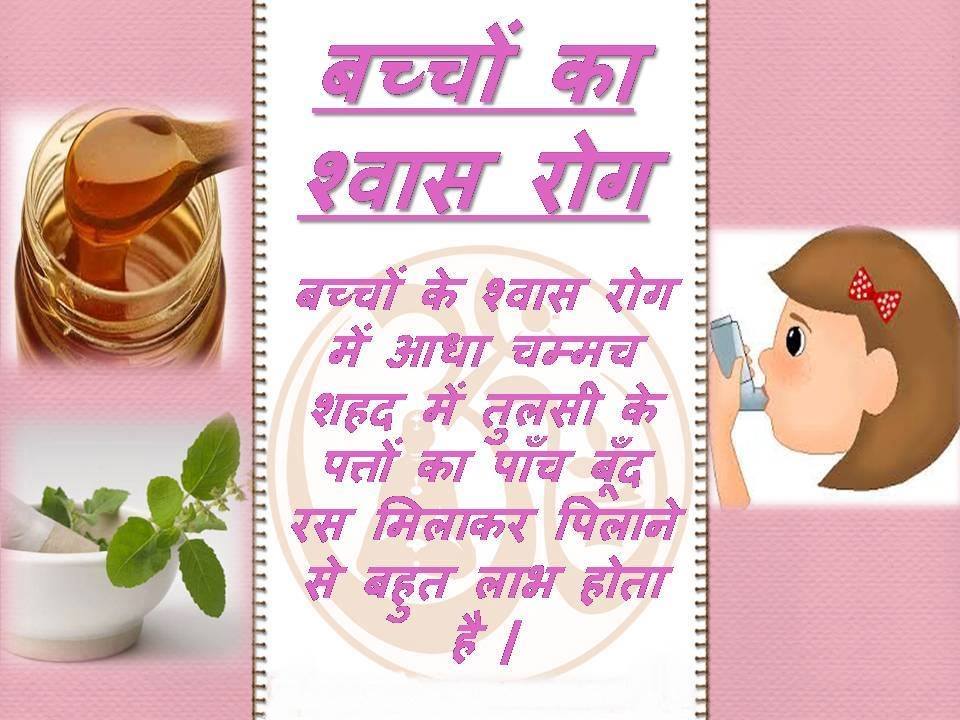 बच्चों का
श्वास रोग
बच्चों के श्वास रोग
में आधा चम्मच
शहद में तुलसी के
पत्तों का पाँच बूँद
रस मिलाकर पिलाने
से बहुत लाभ होता
है |